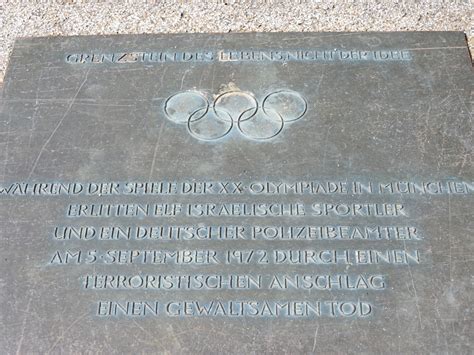 GRENZSTEIN DES LEBENS NICHT DER IDEE
WÄHREND DER SPIELE DER XX. OLYMPIADE IN MÜNCHEN
ERLITTEN ELF ISRAELISCHE SPORTLER
UND EIN DEUTSCHER POLIZEIBEAMTER
AM 5. SEPTEMBER 1972 DURCH EINEN
TERRORISTISCHEN ANSCHLAG
EINEN GEWALTSAMEN TOD